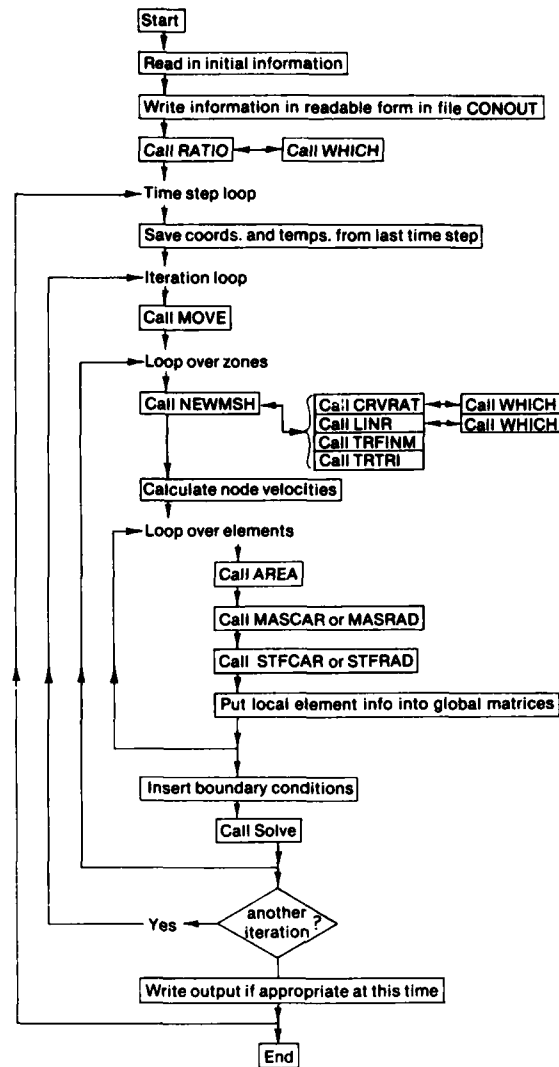 Start
Read in initial information
Write information in readable form in file CONOUT
Call RATIO Call WHICH
Time step loop
Save coords. and temps. from last time step
Iteration loop
Call MOVE
Loop over zones
Call NEWMSH Call CRVRAT Call WHICH
Call LINR Call WHICH
Call TRFINM
Call TRTRI
Calculate node velocities
Loop over elements
Call AREA
Call MASCAR or MASRAD
Call STFCAR or STFRAD
Put local element info into global matrices
Insert boundary conditions
Call Solve
Yes another ?
iteration
Write output if appropriate at this time
End